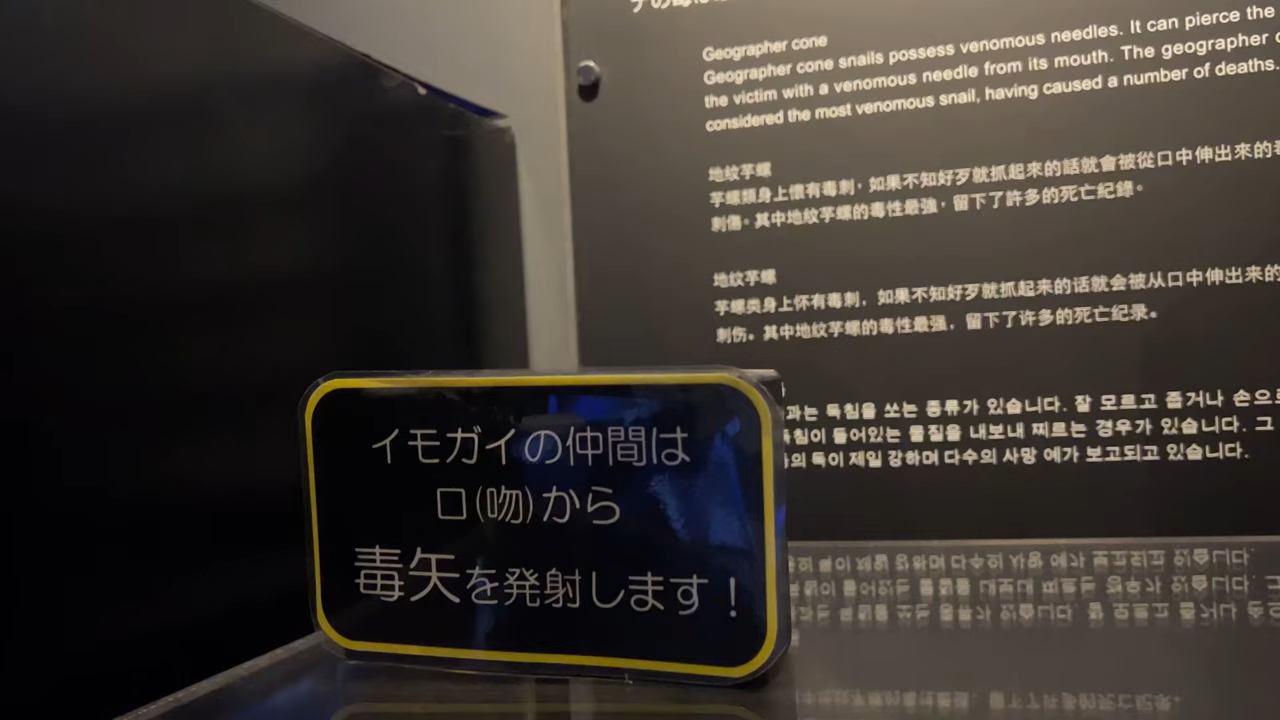 Geographer cone
Geographer cone snails possess venomous needles. It can pierce the
the victim with a venomous needle from its mouth. The geographer
considered the most venomous snail, having caused a number of deaths.
地紋芋螺
芋螺類身上懷有毒刺，如果不知好歹就抓起來的話就會被從口中伸出來的
刺傷。其中地紋芋螺的毒性最強，留下了許多的死亡紀錄。
地纹芋螺
芋螺类身上怀有毒刺，如果不知好歹就抓起来的话就会被从口中伸出来的
刺伤。其中地纹芋螺的毒性最强，留下了许多的死亡纪录。
과는 독침을 쏘는 종류가 있습니다. 잘 모르고 줍거나 손으로
독침이 들어있는 물질을 내보내 찌르는 경우가 있습니다. 그
의 독이 제일 강하며 다수의 사망 예가 보고되고 있습니다.
イモガイの仲間は
口(吻)から
毒矢を発射します！